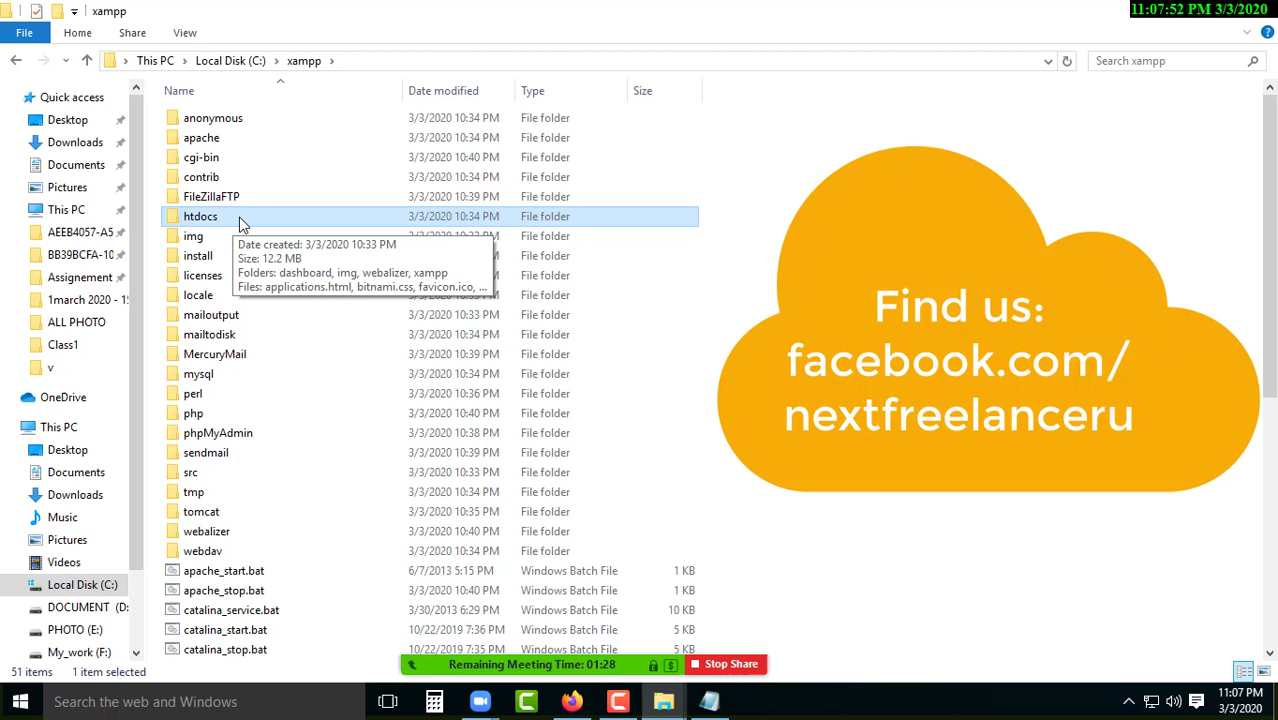 xampp
11:07:52 PM 3/3/2020
File Home Share View
This PC Local Disk (C:) xampp
Search xampp
Name Date modified Type Size
Quick access
Desktop
Downloads
Documents
Pictures
This PC
AEEB4057-A5
BB39BCFA-10
Assignement
1march 2020 - 15
ALL PHOTO
Class1
v
OneDrive
This PC
Desktop
Documents
Downloads
Music
Pictures
Videos
Local Disk (C:)
DOCUMENT (D:
PHOTO (E:)
My_work (F:)
anonymous 3/3/2020 10:34 PM File folder
apache 3/3/2020 10:34 PM File folder
cgi-bin 3/3/2020 10:40 PM File folder
contrib 3/3/2020 10:34 PM File folder
FileZillaFTP 3/3/2020 10:39 PM File folder
htdocs 3/3/2020 10:34 PM File folder
img 3/3/2020 10:33 PM File folder
install File folder
licenses File folder
locale File folder
mailoutput 3/3/2020 10:33 PM File folder
mailtodisk 3/3/2020 10:34 PM File folder
MercuryMail 3/3/2020 10:39 PM File folder
mysql 3/3/2020 10:34 PM File folder
perl 3/3/2020 10:36 PM File folder
php 3/3/2020 10:40 PM File folder
phpMyAdmin 3/3/2020 10:38 PM File folder
sendmail 3/3/2020 10:34 PM File folder
src 3/3/2020 10:34 PM File folder
tmp 3/3/2020 10:34 PM File folder
tomcat 3/3/2020 10:35 PM File folder
webalizer 3/3/2020 10:40 PM File folder
webdav 3/3/2020 10:34 PM File folder
apache_start.bat 6/7/2013 5:15 PM Windows Batch File 1 KB
apache_stop.bat 3/3/2020 10:40 PM Windows Batch File 1 KB
catalina_service.bat 3/30/2013 6:29 PM Windows Batch File 10 KB
catalina_start.bat 10/22/2019 7:36 PM Windows Batch File 5 KB
catalina_stop.bat 10/22/2019 7:35 PM Windows Batch File 5 KB
Date created: 3/3/2020 10:33 PM
Size: 12.2 MB
Folders: dashboard, img, webalizer, xampp
Files: applications.html, bitnami.css, favicon.ico, ...
Find us:
facebook.com/
nextfreelanceru
51 items 1 item selected
Remaining Meeting Time: 01:28
Stop Share
Search the web and Windows
11:07 PM
3/3/2020